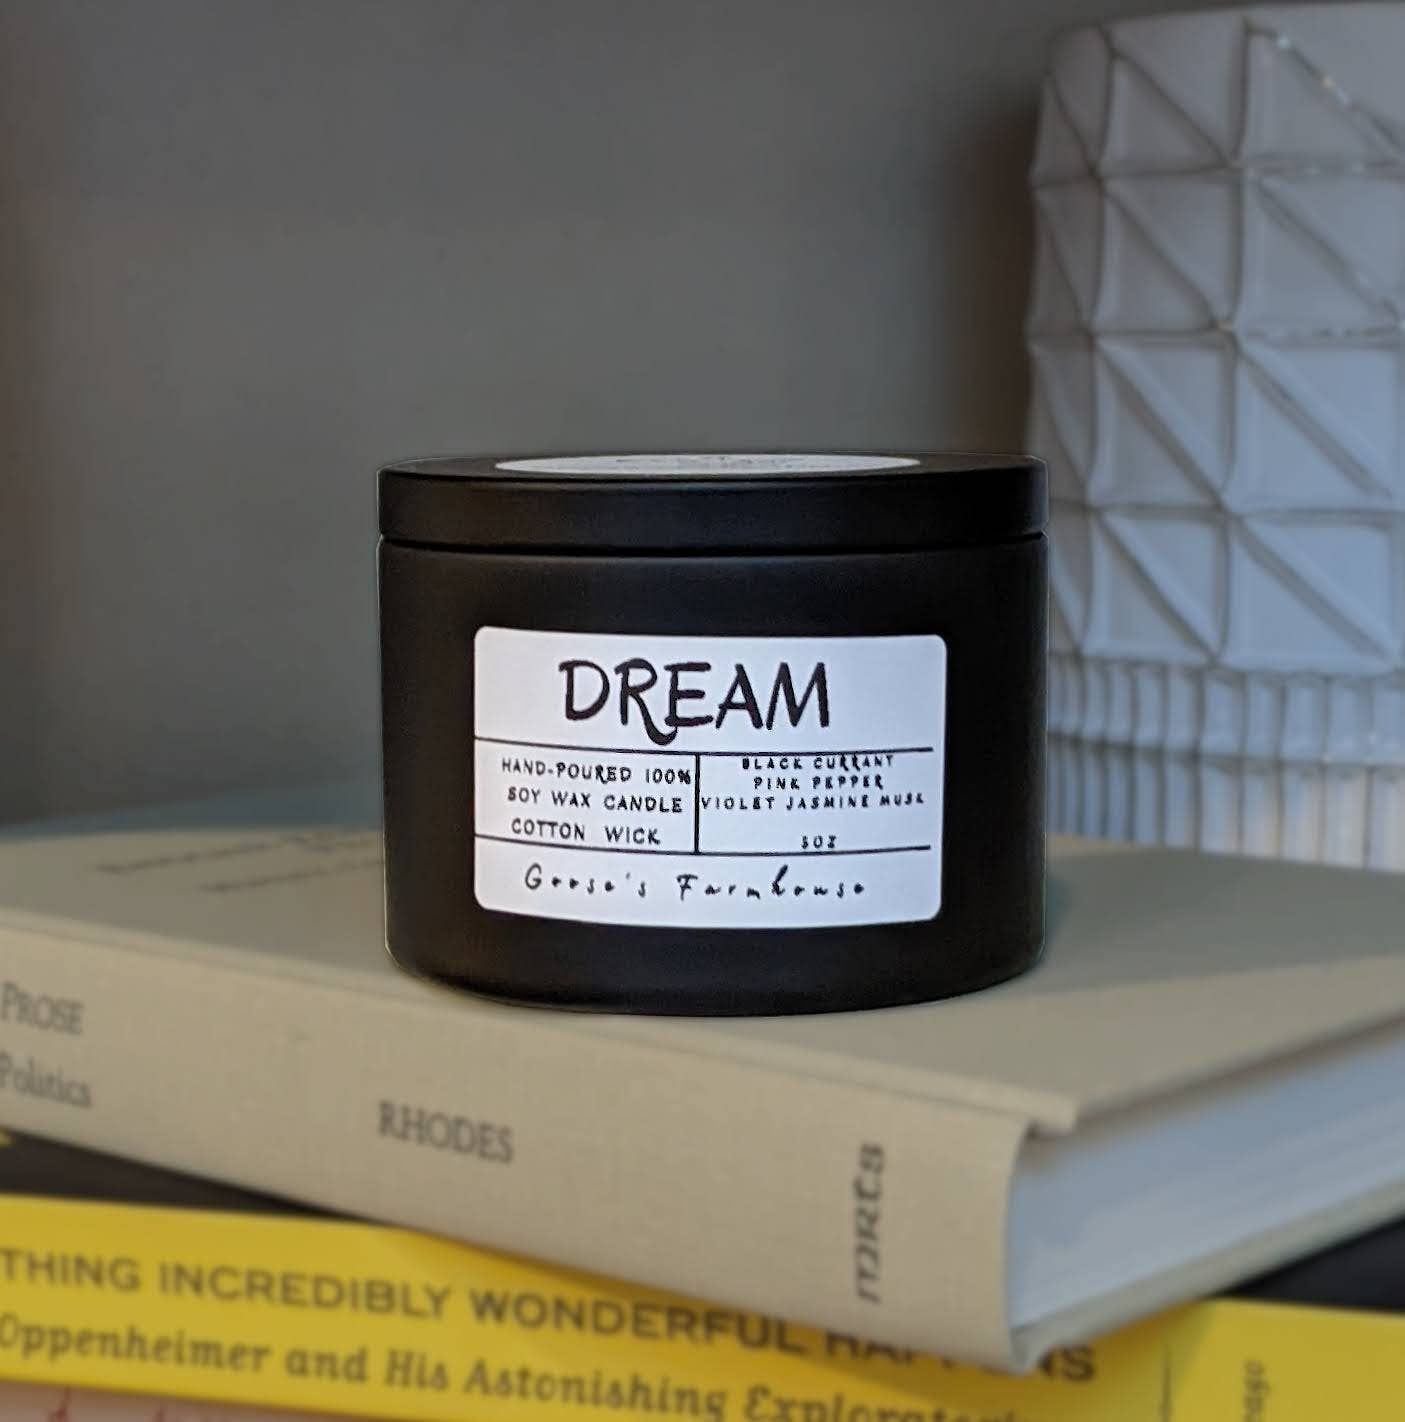 DREAM
HAND-POURED 100%
SOY WAX CANDLE
COTTON WICK
BLACK CURRANT
PINK PEPPER
VIOLET JASMINE MUSK
5OZ
Goose's Farmhouse
PROSE
Politics
RHODES
THING INCREDIBLY WONDERFUL HAPPENS
Oppenheimer and His Astonishing